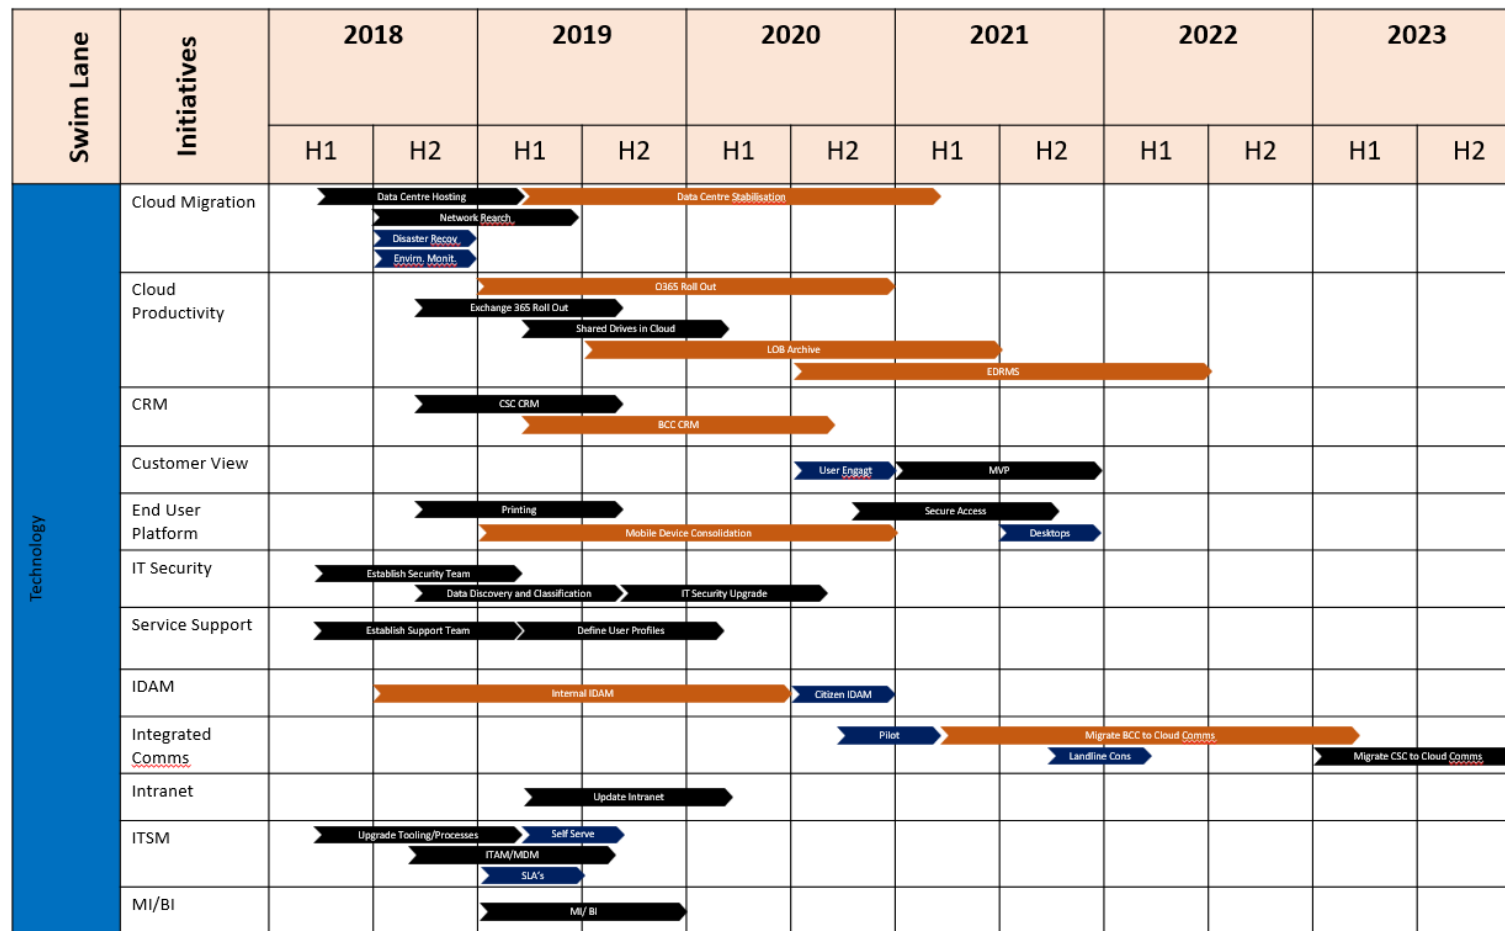 Swim Lane
Initiatives
2018
2019
2020
2021
2022
2023
H1
H2
H1
H2
H1
H2
H1
H2
H1
H2
H1
H2
Technology
Cloud Migration
Data Centre Hosting
Data Centre Stabilisation
Network Rearch
Disaster Recov
Envirn. Monit.
Cloud
Productivity
O365 Roll Out
Exchange 365 Roll Out
Shared Drives in Cloud
LOB Archive
EDRMS
CRM
CSC CRM
BCC CRM
Customer View
User Engagt
MVP
End User
Platform
Printing
Secure Access
Mobile Device Consolidation
Desktops
IT Security
Establish Security Team
Data Discovery and Classification
IT Security Upgrade
Service Support
Establish Support Team
Define User Profiles
IDAM
Internal IDAM
Citizen IDAM
Integrated
Comms
Pilot
Migrate BCC to Cloud Comms
Landline Cons
Migrate CSC to Cloud Comms
Intranet
Update Intranet
ITSM
Upgrade Tooling/Processes
Self Serve
ITAM/MDM
SLA's
MI/BI
MI/ BI